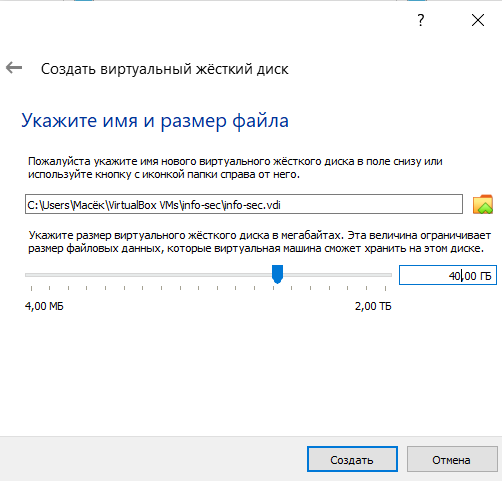 ?
Создать виртуальный жёсткий диск
Укажите имя и размер файла
Пожалуйста укажите имя нового виртуального жёсткого диска в поле снизу или
используйте кнопку с иконкой папки справа от него.
C:\Users\Масёк\VirtualBox VMs\info-sec\info-sec.vdi
Укажите размер виртуального жёсткого диска в мегабайтах. Эта величина ограничивает
размер файловых данных, которые виртуальная машина сможет хранить на этом диске.
40,00 ГБ
4,00 МБ 2,00 ТБ
Создать Отмена